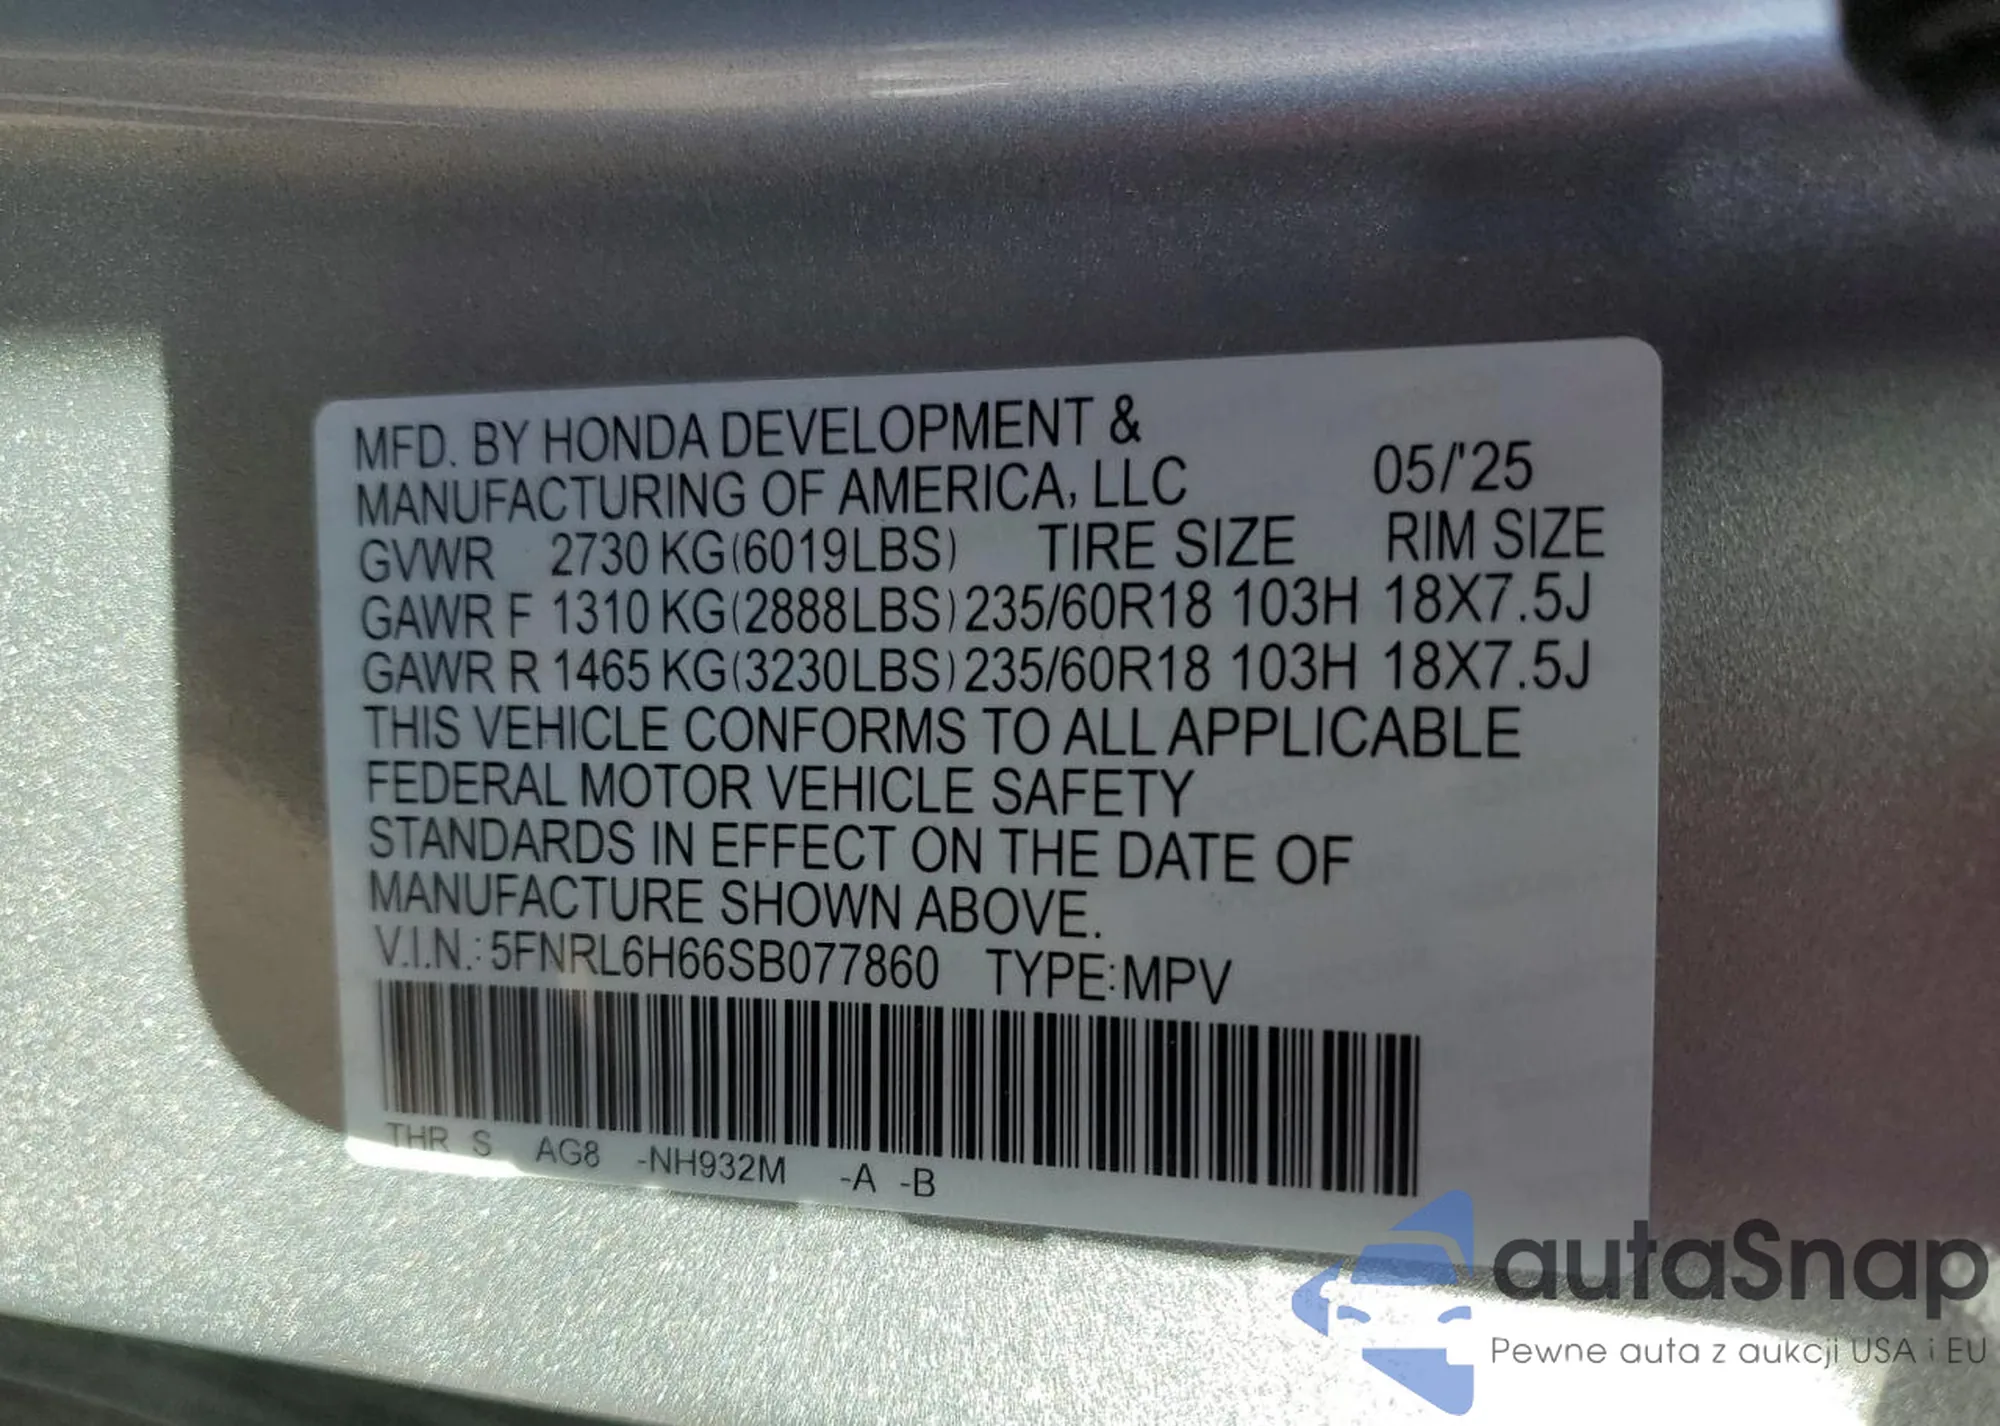 MFD. BY HONDA DEVELOPMENT &
MANUFACTURING OF AMERICA, LLC 05/'25
GVWR 2730 KG(6019LBS) TIRE SIZE RIM SIZE
GAWR F 1310 KG(2888LBS) 235/60R18 103H 18X7.5J
GAWR R 1465 KG(3230LBS) 235/60R18 103H 18X7.5J
THIS VEHICLE CONFORMS TO ALL APPLICABLE
FEDERAL MOTOR VEHICLE SAFETY
STANDARDS IN EFFECT ON THE DATE OF
MANUFACTURE SHOWN ABOVE.
V.I.N.: 5FNRL6H66SB077860 TYPE:MPV
THR S AG8 -NH932M -A -B
autaSnap
Pewne auta z aukcji USA i EU